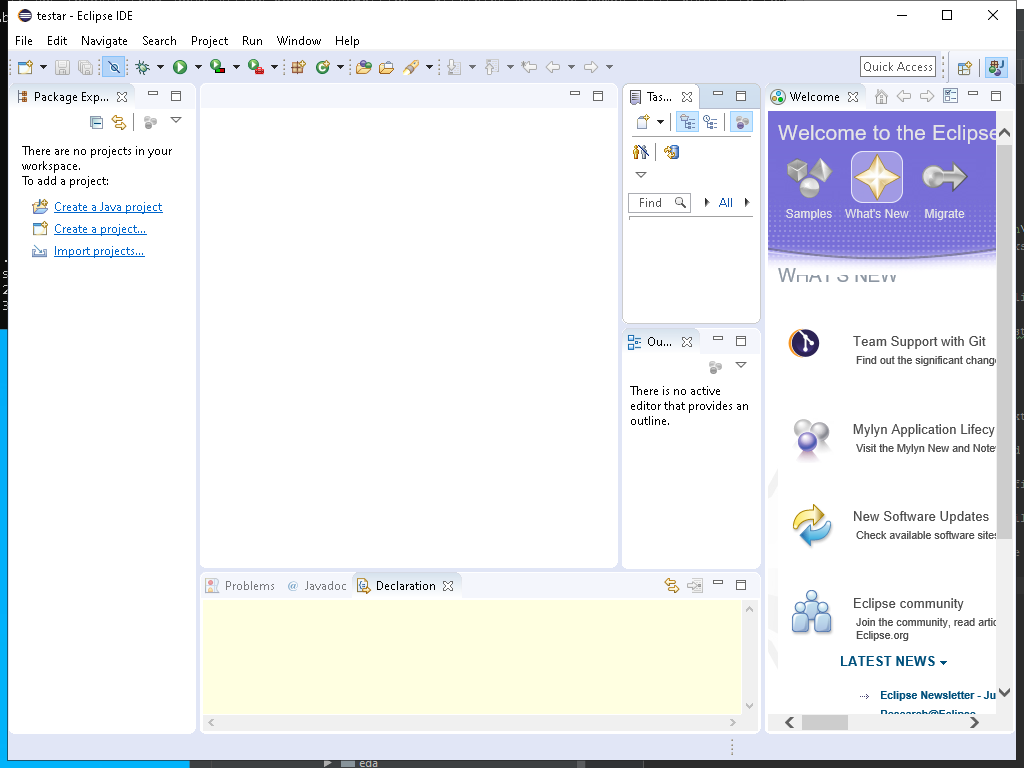 testar - Eclipse IDE
File Edit Navigate Search Project Run Window Help
Quick Access
Package Exp...
There are no projects in your
workspace.
To add a project:
Create a Java project
Create a project...
Import projects...
Tas...
Find
All
Ou...
There is no active
editor that provides an
outline.
Problems @ Javadoc Declaration
Welcome
Welcome to the Eclipse
Samples What's New Migrate
WHAT'S NEW
Team Support with Git
Find out the significant chang
Mylyn Application Lifecy
Visit the Mylyn New and Note
New Software Updates
Check available software sites
Eclipse community
Join the community, read artic
Eclipse.org
LATEST NEWS
Eclipse Newsletter - Ju
Research@Eclipse
eda